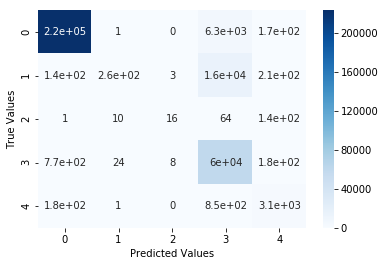 0 2.2e+05 1 0 6.3e+03 1.7e+02
1 1.4e+02 2.6e+02 3 1.6e+04 2.1e+02
2 1 10 16 64 1.4e+02
3 7.7e+02 24 8 6e+04 1.8e+02
4 1.8e+02 1 0 8.5e+02 3.1e+03
True Values
0 1 2 3 4
Predicted Values
200000
160000
120000
80000
40000
0